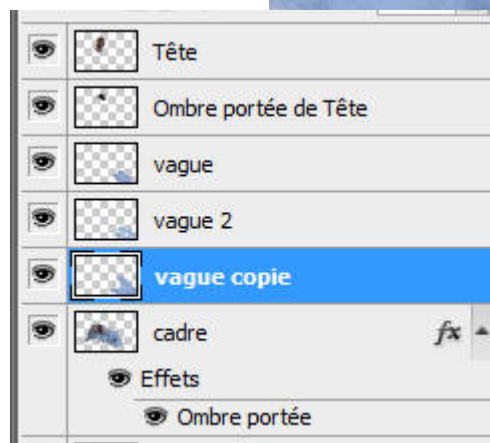 Tête
Ombre portée de Tête
vague
vague 2
vague copie
cadre fx
Effets
Ombre portée